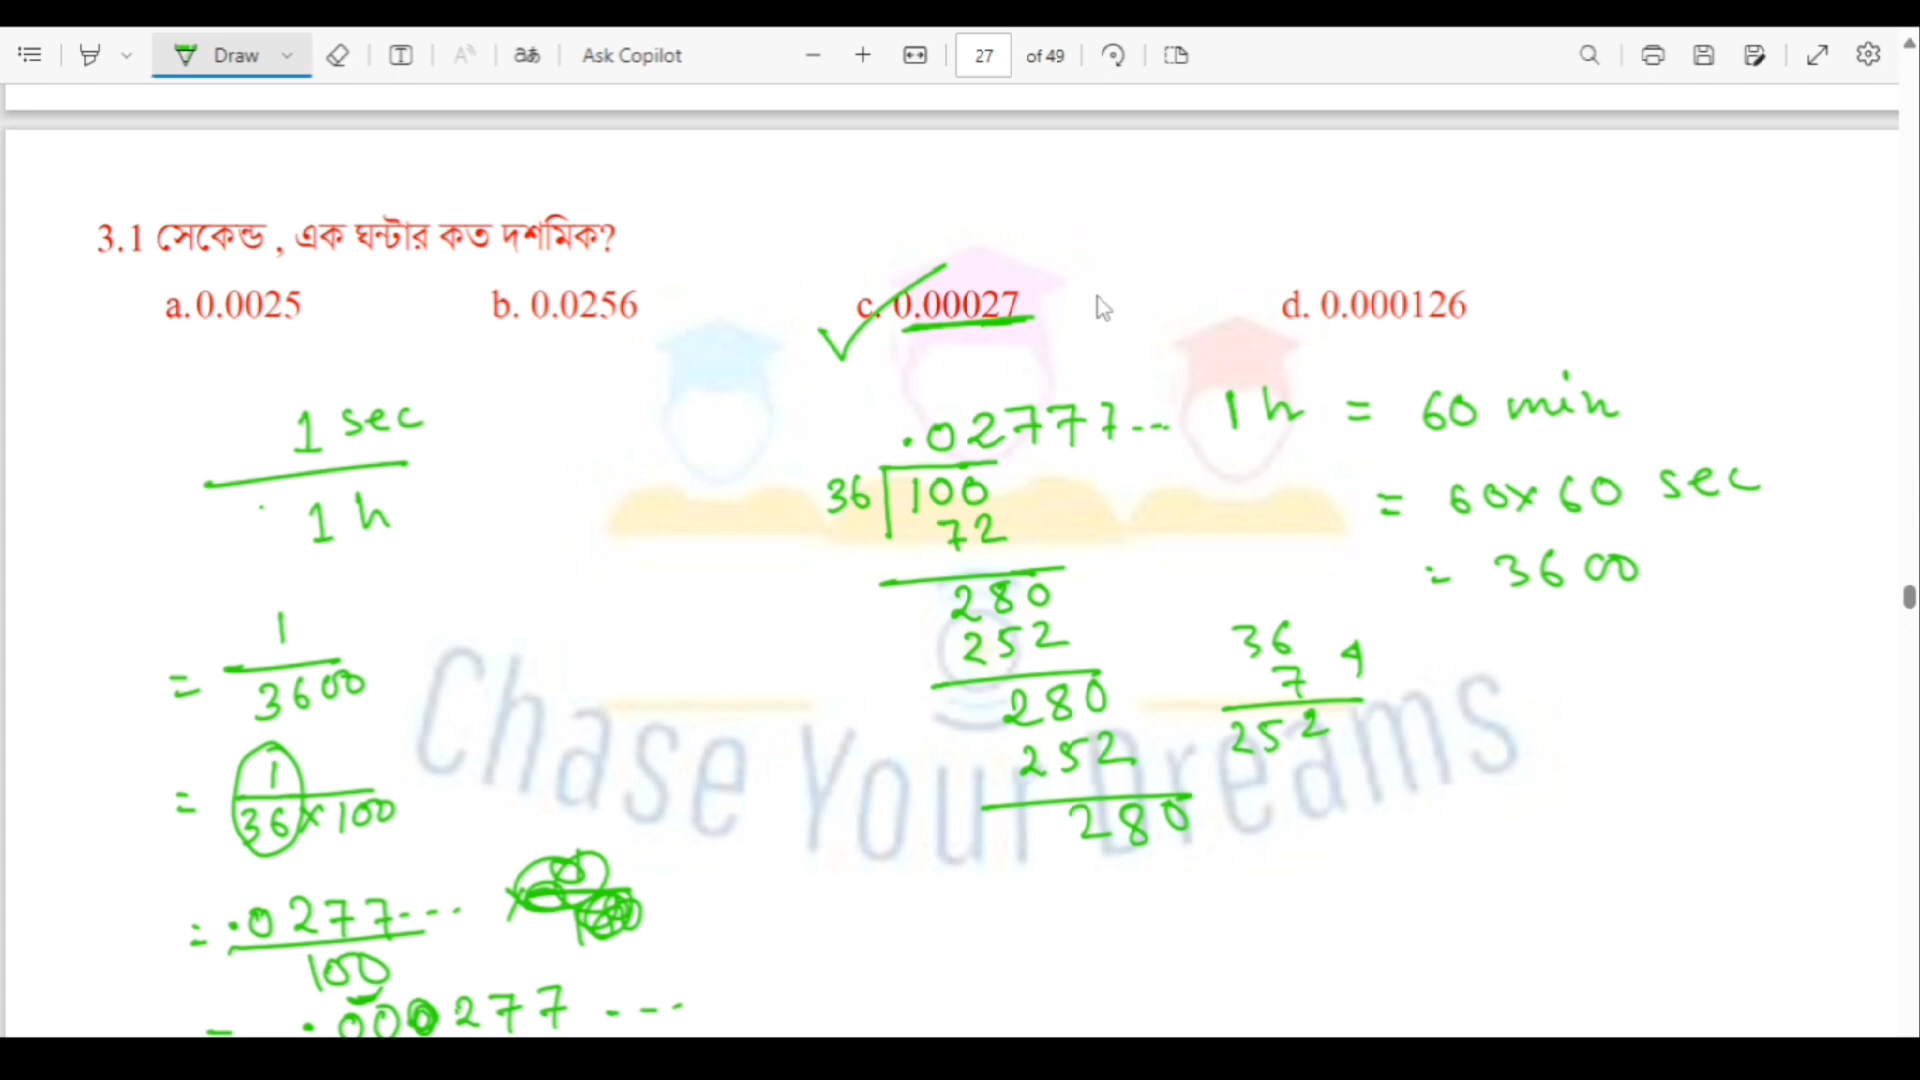 Draw
Ask Copilot
27 of 49
3.1 সেকেন্ড , এক ঘন্টার কত দশমিক?
a. 0.0025 b. 0.0256 c. 0.00027 d. 0.000126
1 sec
1 h
= 1
3600
= 1
36 x 100
= .0277...
100
= .000277 ...
.02777...
36 100
72
280
252
280
252
280
1 h = 60 min
= 60 x 60 sec
= 3600
36
7 4
252
Chase Your Dreams